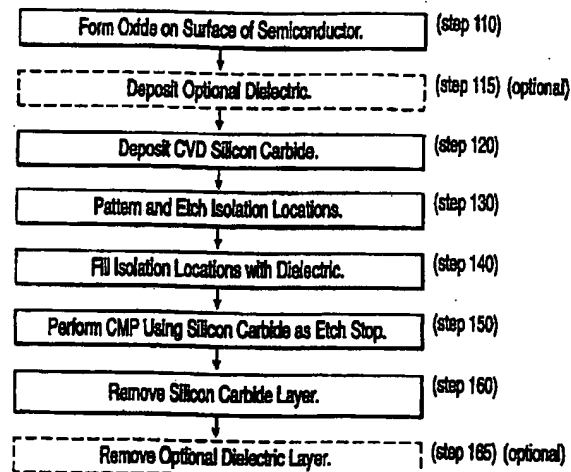 Form Oxide on Surface of Semiconductor. (step 110)
Deposit Optional Dielectric. (step 115) (optional)
Deposit CVD Silicon Carbide. (step 120)
Pattern and Etch Isolation Locations. (step 130)
Fill Isolation Locations with Dielectric. (step 140)
Perform CMP Using Silicon Carbide as Etch Stop. (step 150)
Remove Silicon Carbide Layer. (step 160)
Remove Optional Dielectric Layer. (step 165) (optional)